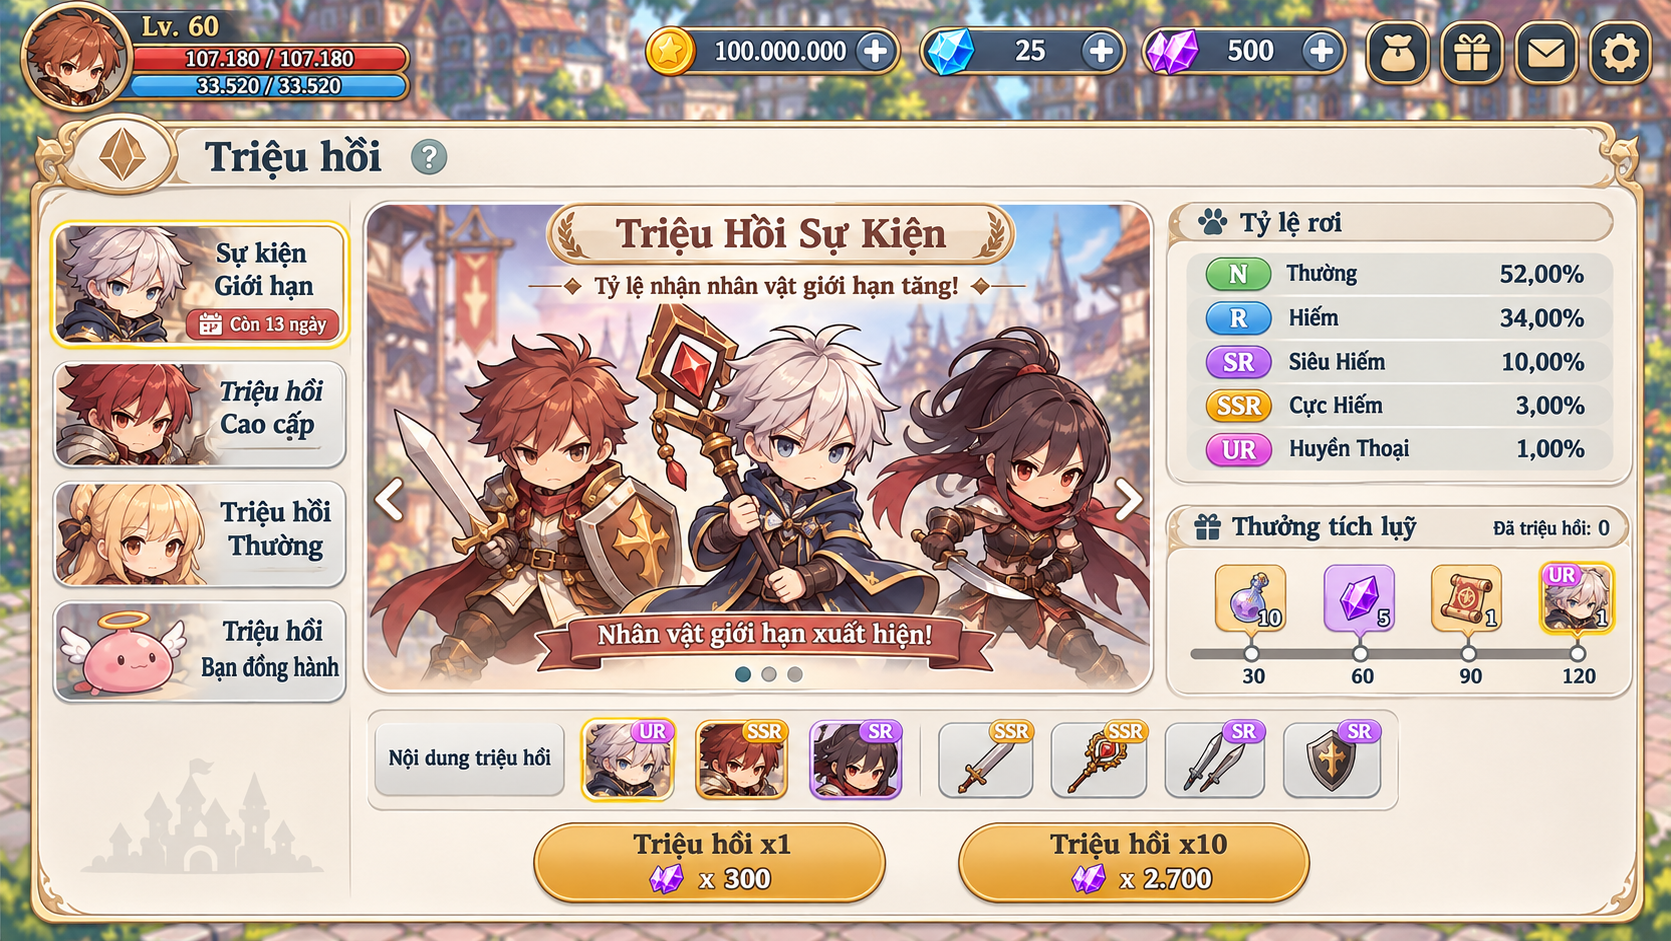 Lv. 60
107.180 / 107.180
33.520 / 33.520
100.000.000
25
500
Triệu hồi
?
Sự kiện
Giới hạn
Còn 13 ngày
Triệu hồi
Cao cấp
Triệu hồi
Thường
Triệu hồi
Bạn đồng hành
Triệu Hồi Sự Kiện
Tỷ lệ nhận nhân vật giới hạn tăng!
Nhân vật giới hạn xuất hiện!
Tỷ lệ rơi
N Thường 52,00%
R Hiếm 34,00%
SR Siêu Hiếm 10,00%
SSR Cực Hiếm 3,00%
UR Huyền Thoại 1,00%
Thưởng tích luỹ Đã triệu hồi: 0
10
5
1
UR
1
30 60 90 120
Nội dung triệu hồi
UR SSR SR SSR SSR SR SR
Triệu hồi x1
x 300
Triệu hồi x10
x 2.700